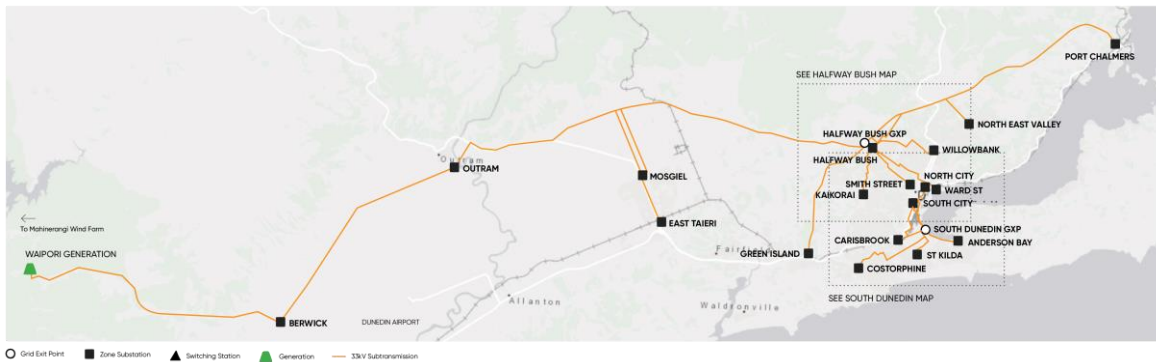 PORT CHALMERS
SEE HALFWAY BUSH MAP
NORTH EAST VALLEY
HALFWAY BUSH GXP
WILLOWBANK
HALFWAY BUSH
Outram
OUTRAM
MOSGIEL
SMITH STREET
NORTH CITY
KAIKORAI
WARD ST
SOUTH CITY
To Mahinerangi Wind Farm
EAST TAIERI
SOUTH DUNEDIN GXP
CARISBROOK
ANDERSON BAY
WAIPORI GENERATION
Fairfield
GREEN ISLAND
ST KILDA
COSTORPHINE
SEE SOUTH DUNEDIN MAP
Allanton
Waldronville
BERWICK
DUNEDIN AIRPORT
Grid Exit Point
Zone Substation
Switching Station
Generation
33kV Subtransmission